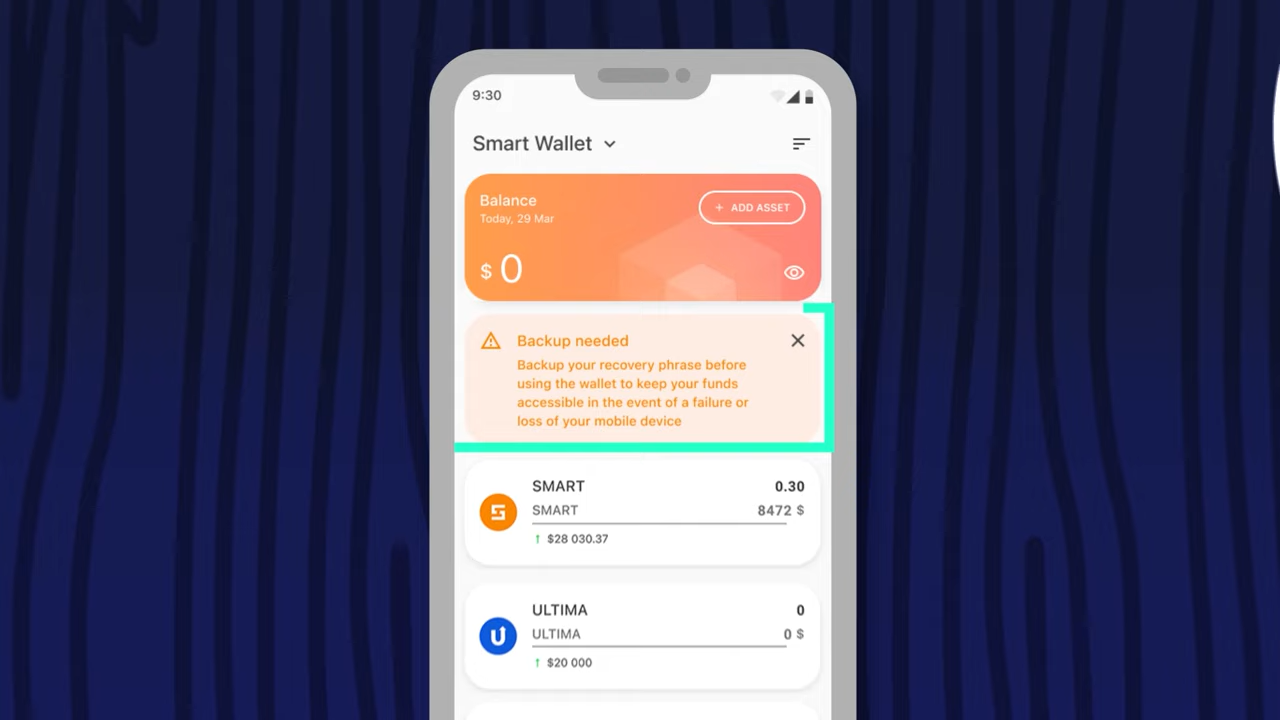 9:30
Smart Wallet
Balance
Today, 29 Mar
+ ADD ASSET
$ 0
Backup needed
Backup your recovery phrase before
using the wallet to keep your funds
accessible in the event of a failure or
loss of your mobile device
SMART 0.30
SMART 8472 $
↑ $28 030.37
ULTIMA 0
ULTIMA 0 $
↑ $20 000